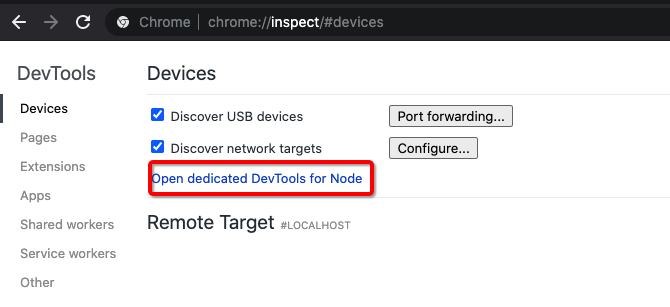 Chrome | chrome://inspect/#devices
DevTools
Devices
Pages
Extensions
Apps
Shared workers
Service workers
Other
Devices
Discover USB devices Port forwarding...
Discover network targets Configure...
Open dedicated DevTools for Node
Remote Target #LOCALHOST